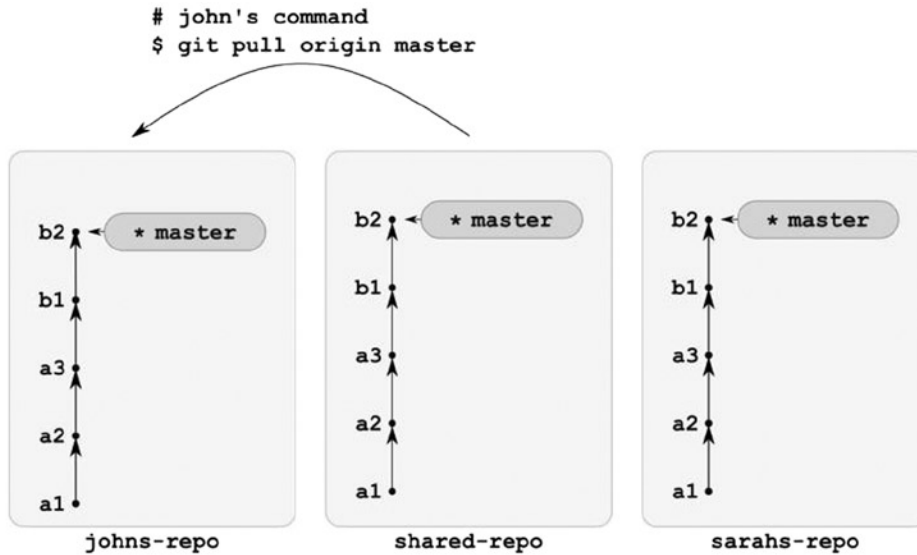 # john's command
$ git pull origin master
b2
* master
b1
a3
a2
a1
johns-repo
b2
* master
b1
a3
a2
a1
shared-repo
b2
* master
b1
a3
a2
a1
sarahs-repo